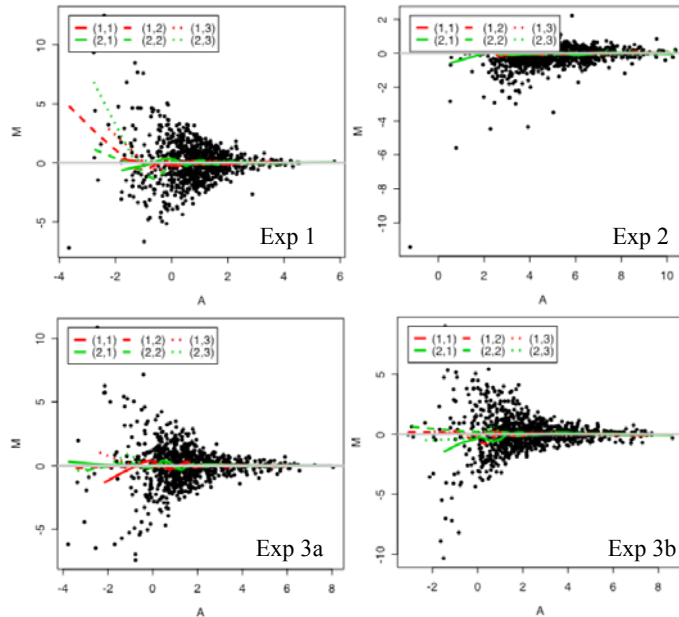 (1,1) (1,2) (1,3)
(2,1) (2,2) (2,3)
10
5
0
-5
M
Exp 1
-4 -2 0 2 4 6
A
(1,1) (1,2) (1,3)
(2,1) (2,2) (2,3)
2
0
-2
-4
-6
-10
M
Exp 2
0 2 4 6 8 10
A
(1,1) (1,2) (1,3)
(2,1) (2,2) (2,3)
10
5
0
-5
M
Exp 3a
-4 -2 0 2 4 6 8
A
(1,1) (1,2) (1,3)
(2,1) (2,2) (2,3)
5
0
-5
-10
M
Exp 3b
-2 0 2 4 6 8
A